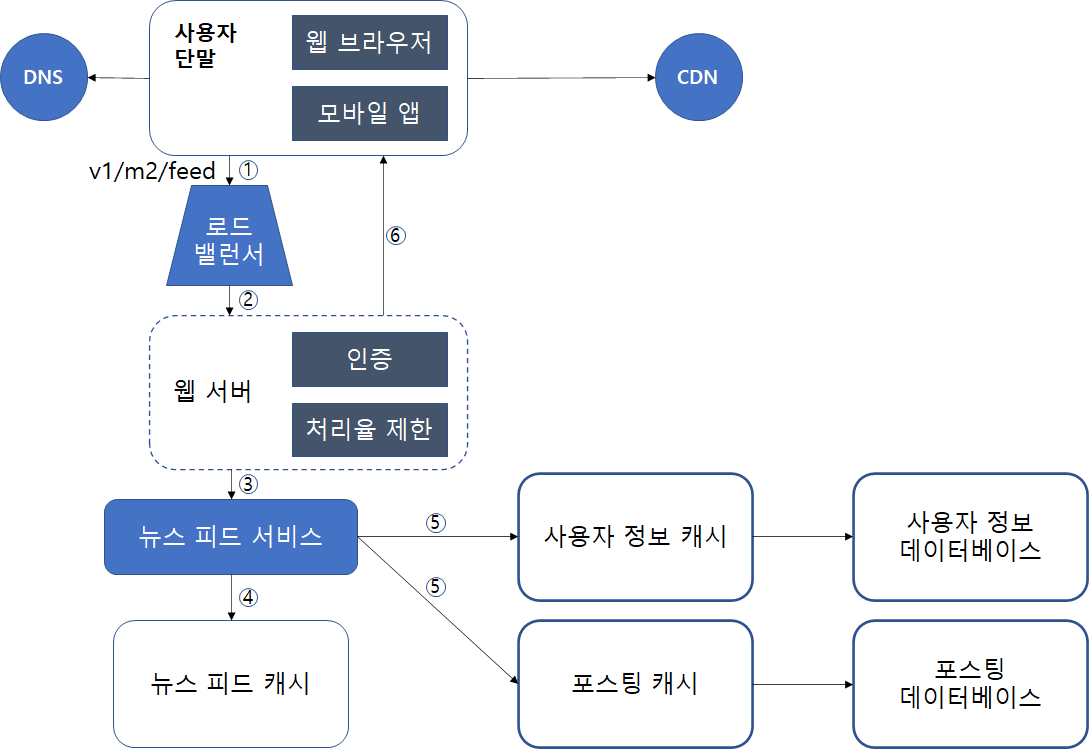 사용자
단말
웹 브라우저
모바일 앱
DNS
CDN
v1/m2/feed
①
로드
밸런서
⑥
②
웹 서버
인증
처리율 제한
③
뉴스 피드 서비스
⑤
사용자 정보 캐시
사용자 정보
데이터베이스
④
⑤
뉴스 피드 캐시
포스팅 캐시
포스팅
데이터베이스